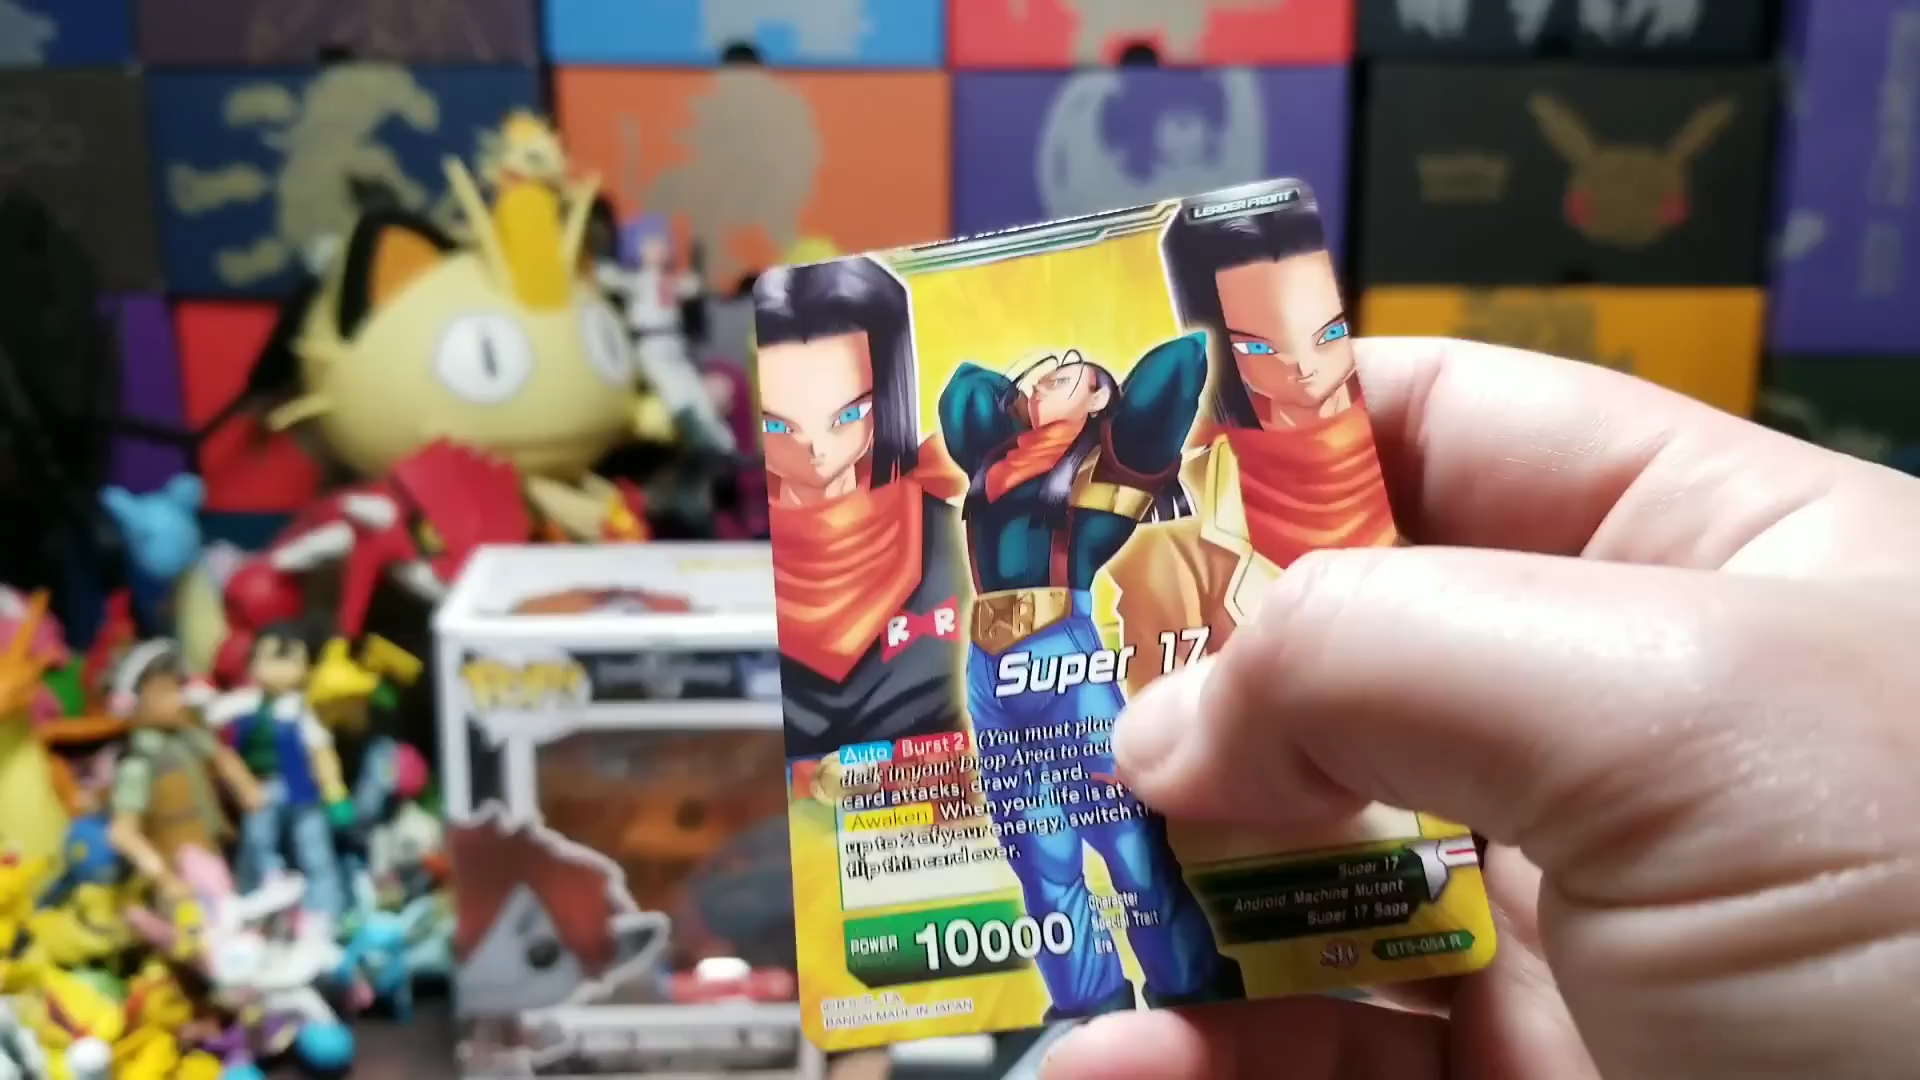 LEADER FRONT
R R
Super 17
Auto Burst 2 (You must place
deck in your Drop Area to
card attacks, draw 1 card.
Awaken When your life is at
up to 2 of your energy, switch
flip this card over.
POWER 10000
Character Super 17
Special Trait Android Machine Mutant
Era Super 17 Saga
BT5-084 R
BANDAI MADE IN JAPAN
POP!